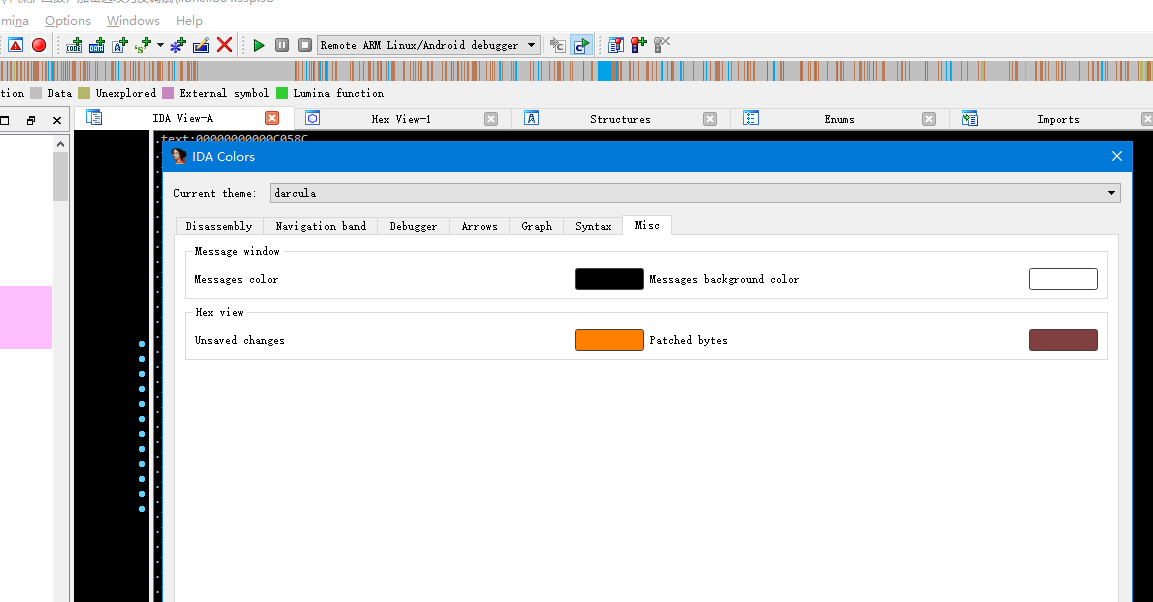 mina Options Windows Help
Remote ARM Linux/Android debugger
tion Data Unexplored External symbol Lumina function
IDA View-A Hex View-1 Structures Enums Imports
.text:00000000000C058C
IDA Colors
Current theme: darcula
Disassembly Navigation band Debugger Arrows Graph Syntax Misc
Message window
Messages color Messages background color
Hex view
Unsaved changes Patched bytes